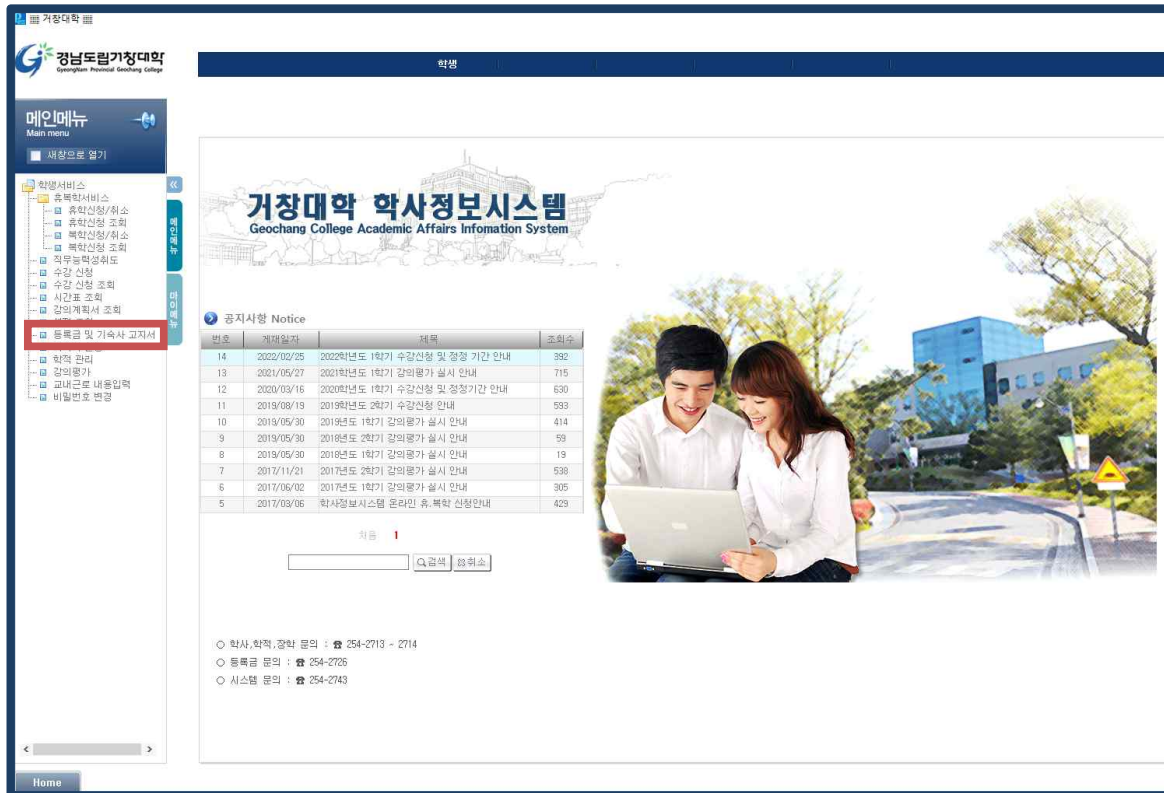 ▦ 거창대학 ▦
경남도립거창대학
GyeongNam Provincial Geochang College
학생
메인메뉴
Main menu
새창으로 열기
학생서비스
휴복학서비스
휴학신청/취소
휴학신청 조회
복학신청/취소
복학신청 조회
직무능력성취도
수강 신청
수강 신청 조회
시간표 조회
강의계획서 조회
등록금 및 기숙사 고지서
학적 관리
강의평가
교내근로 내용입력
비밀번호 변경
메인메뉴
마이메뉴
거창대학 학사정보시스템
Geochang College Academic Affairs Infomation System
공지사항 Notice
번호 게재일자 제목 조회수
14 2022/02/25 2022학년도 1학기 수강신청 및 정정 기간 안내 392
13 2021/05/27 2021학년도 1학기 강의평가 실시 안내 715
12 2020/03/16 2020학년도 1학기 수강신청 및 정정기간 안내 630
11 2019/08/19 2019학년도 2학기 수강신청 안내 593
10 2019/05/30 2019년도 1학기 강의평가 실시 안내 414
9 2019/05/30 2018년도 2학기 강의평가 실시 안내 59
8 2019/05/30 2018년도 1학기 강의평가 실시 안내 19
7 2017/11/21 2017년도 2학기 강의평가 실시 안내 538
6 2017/06/02 2017년도 1학기 강의평가 실시 안내 305
5 2017/03/06 학사정보시스템 온라인 휴.복학 신청안내 429
처음 1
검색 취소
○ 학사,학적,장학 문의 : ☎ 254-2713 ~ 2714
○ 등록금 문의 : ☎ 254-2726
○ 시스템 문의 : ☎ 254-2743
Home